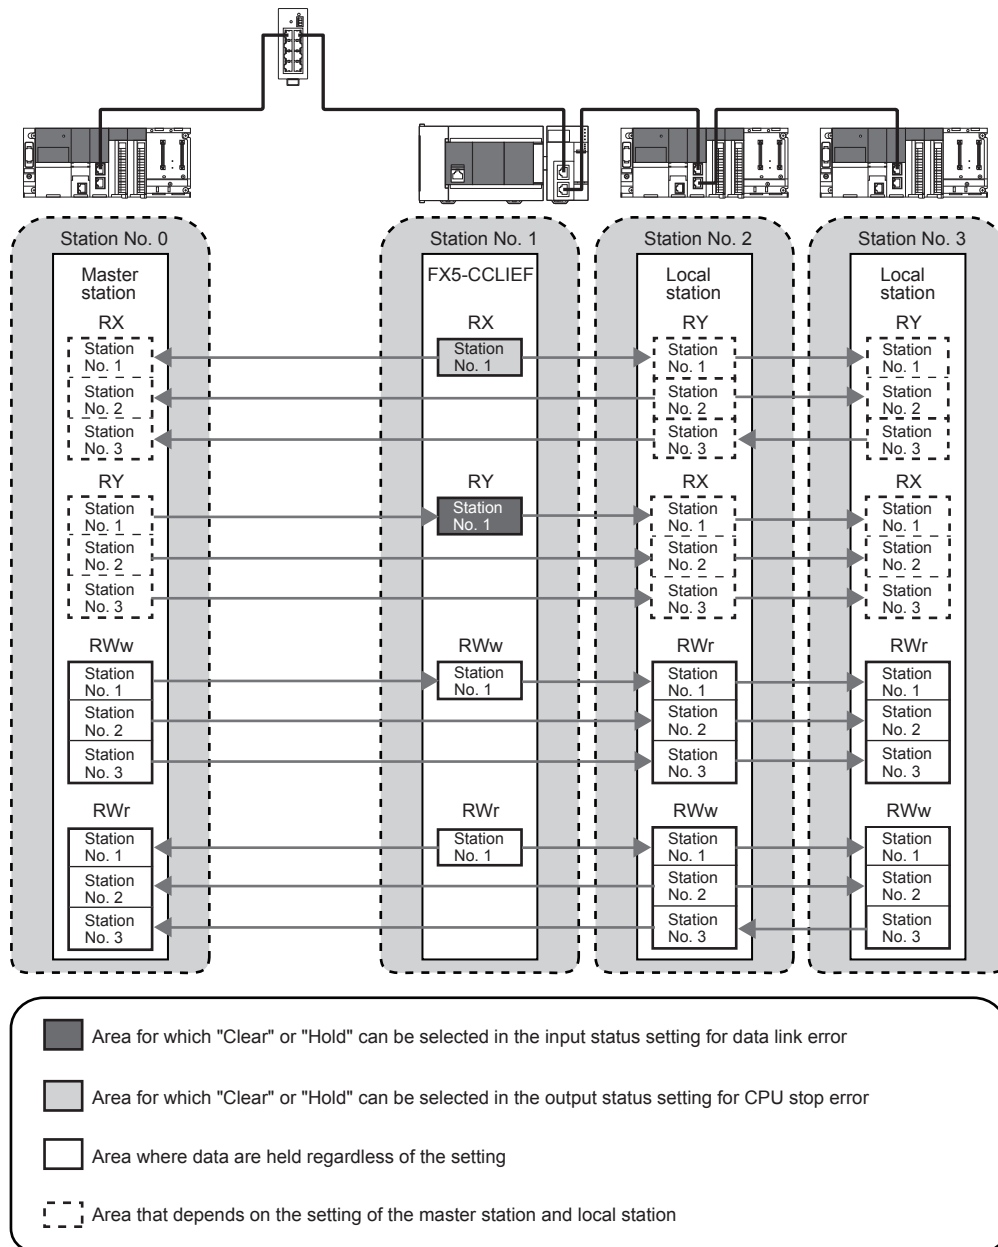 Station No. 0
Master
station
RX
Station
No. 1
Station
No. 2
Station
No. 3
RY
Station
No. 1
Station
No. 2
Station
No. 3
RWw
Station
No. 1
Station
No. 2
Station
No. 3
RWr
Station
No. 1
Station
No. 2
Station
No. 3
Station No. 1
FX5-CCLIEF
RX
Station
No. 1
RY
Station
No. 1
RWw
Station
No. 1
RWr
Station
No. 1
Station No. 2
Local
station
RY
Station
No. 1
Station
No. 2
Station
No. 3
RX
Station
No. 1
Station
No. 2
Station
No. 3
RWr
Station
No. 1
Station
No. 2
Station
No. 3
RWw
Station
No. 1
Station
No. 2
Station
No. 3
Station No. 3
Local
station
RY
Station
No. 1
Station
No. 2
Station
No. 3
RX
Station
No. 1
Station
No. 2
Station
No. 3
RWr
Station
No. 1
Station
No. 2
Station
No. 3
RWw
Station
No. 1
Station
No. 2
Station
No. 3
Area for which "Clear" or "Hold" can be selected in the input status setting for data link error
Area for which "Clear" or "Hold" can be selected in the output status setting for CPU stop error
Area where data are held regardless of the setting
Area that depends on the setting of the master station and local station